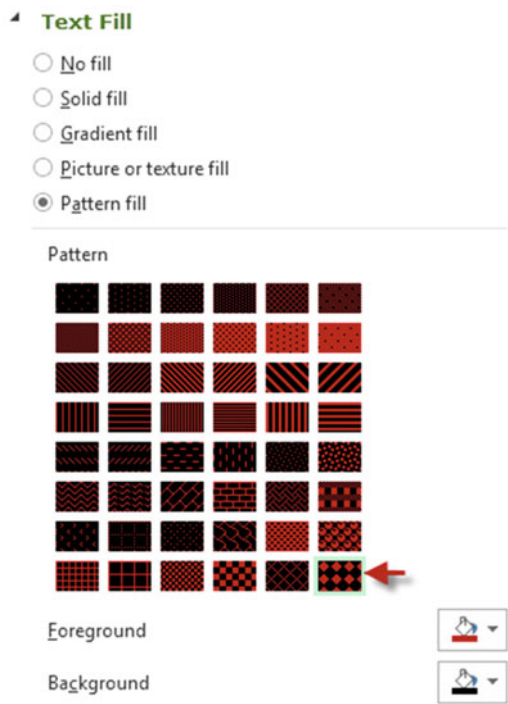 Text Fill
No fill
Solid fill
Gradient fill
Picture or texture fill
Pattern fill
Pattern
Foreground
Background